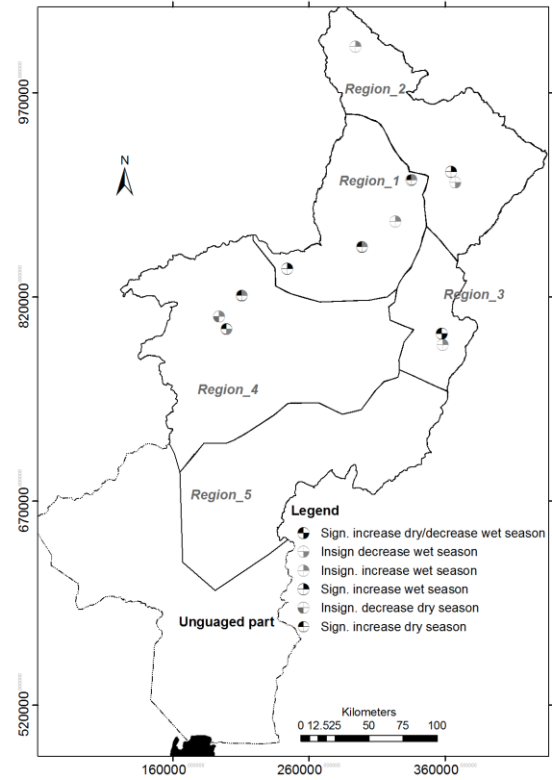 970000
820000
670000
520000
N
Region_2
Region_1
Region_3
Region_4
Region_5
Unguaged part
Legend
Sign. increase dry/decrease wet season
Insign decrease wet season
Insign. increase wet season
Sign. increase wet season
Insign. decrease dry season
Sign. increase dry season
Kilometers
0 12.525 50 75 100
160000 260000 360000